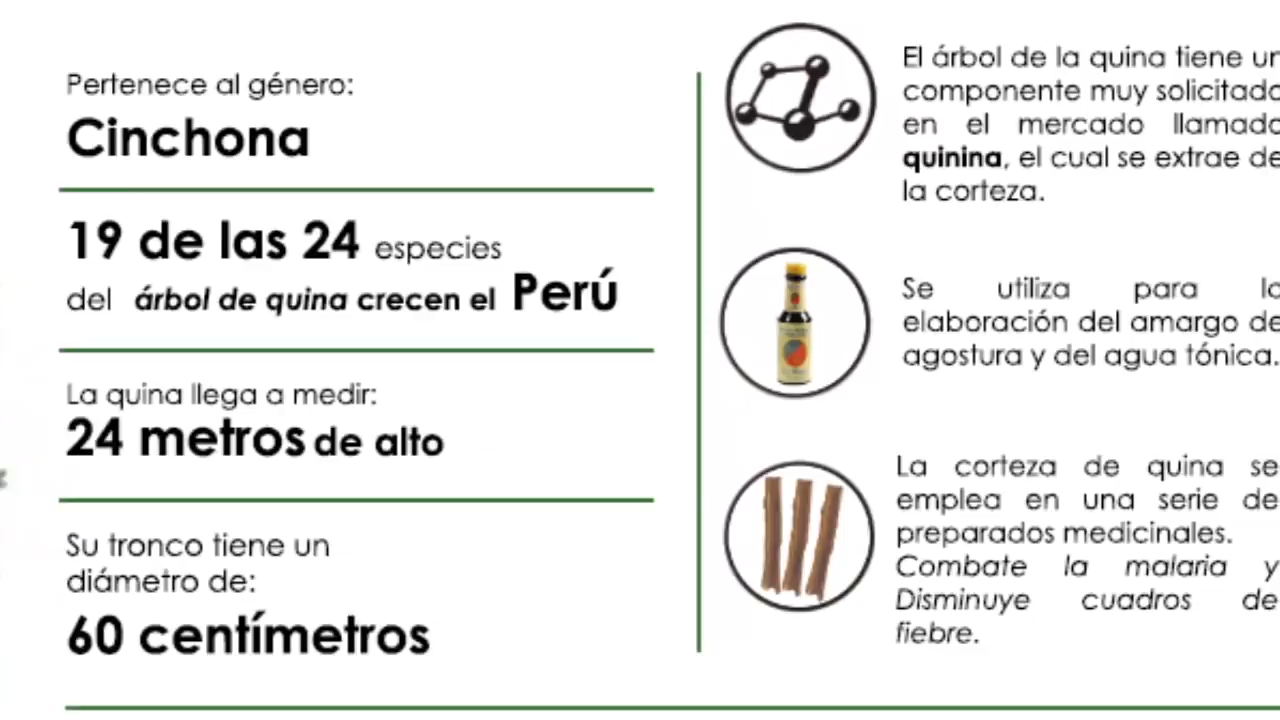 Pertenece al género:
Cinchona
19 de las 24 especies
del árbol de quina crecen el Perú
La quina llega a medir:
24 metros de alto
Su tronco tiene un
diámetro de:
60 centímetros
El árbol de la quina tiene un
componente muy solicitado
en el mercado llamado
quinina, el cual se extrae de
la corteza.
Se utiliza para la
elaboración del amargo de
agostura y del agua tónica.
La corteza de quina se
emplea en una serie de
preparados medicinales.
Combate la malaria y
Disminuye cuadros de
fiebre.